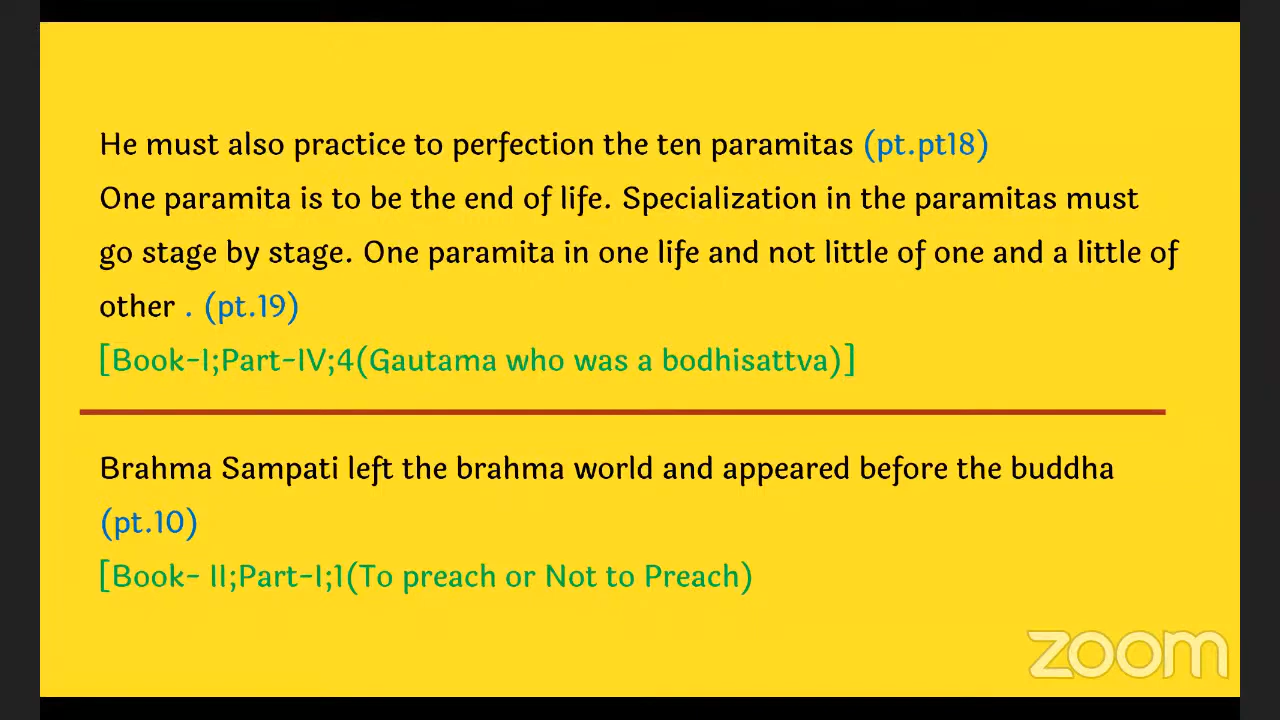 He must also practice to perfection the ten paramitas (pt.pt18)
One paramita is to be the end of life. Specialization in the paramitas must
go stage by stage. One paramita in one life and not little of one and a little of
other . (pt.19)
[Book-I;Part-IV;4(Gautama who was a bodhisattva)]
Brahma Sampati left the brahma world and appeared before the buddha
(pt.10)
[Book- II;Part-I;1(To preach or Not to Preach)
zoom